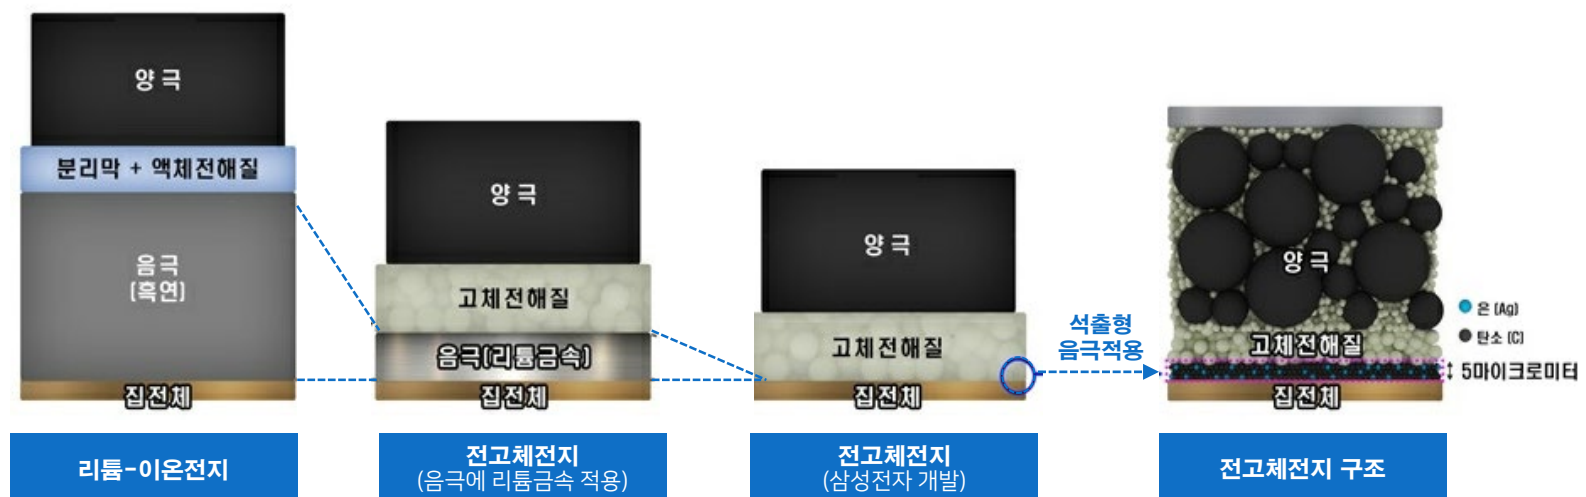 양 극
분리막 + 액체전해질
음극
(흑연)
집전체
리튬-이온전지
양 극
고체전해질
음극(리튬금속)
집전체
전고체전지
(음극에 리튬금속 적용)
양 극
고체전해질
집전체
전고체전지
(삼성전자 개발)
석출형
음극적용
양 극
고체전해질
집전체
은 (Ag)
탄소 (C)
5마이크로미터
전고체전지 구조